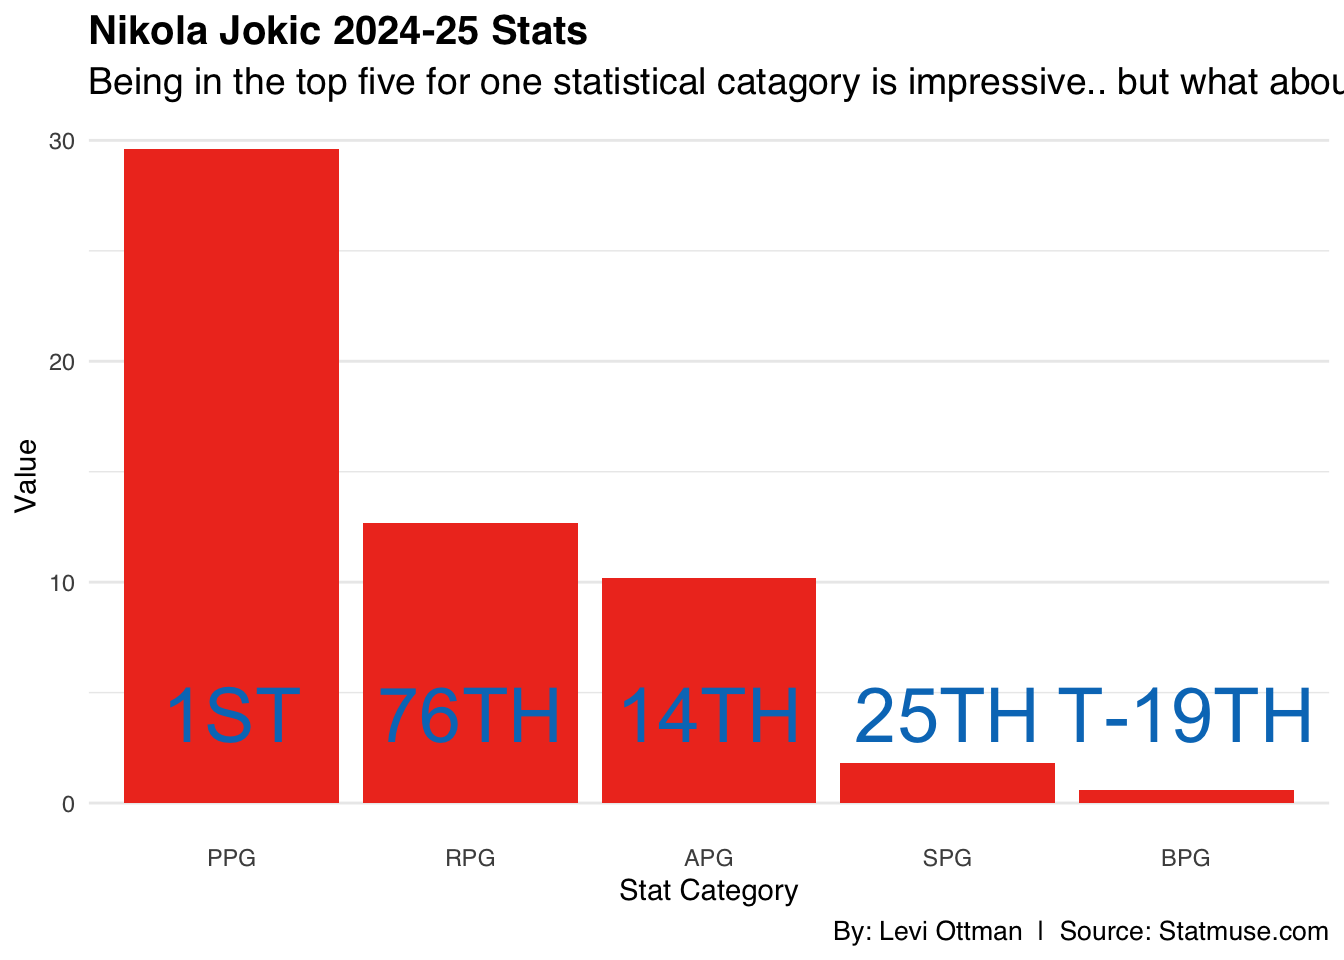 Nikola Jokic 2024-25 Stats
Being in the top five for one statistical catagory is impressive.. but what abou
30
20
10
0
Value
1ST 76TH 14TH 25TH T-19TH
PPG RPG APG SPG BPG
Stat Category
By: Levi Ottman | Source: Statmuse.com